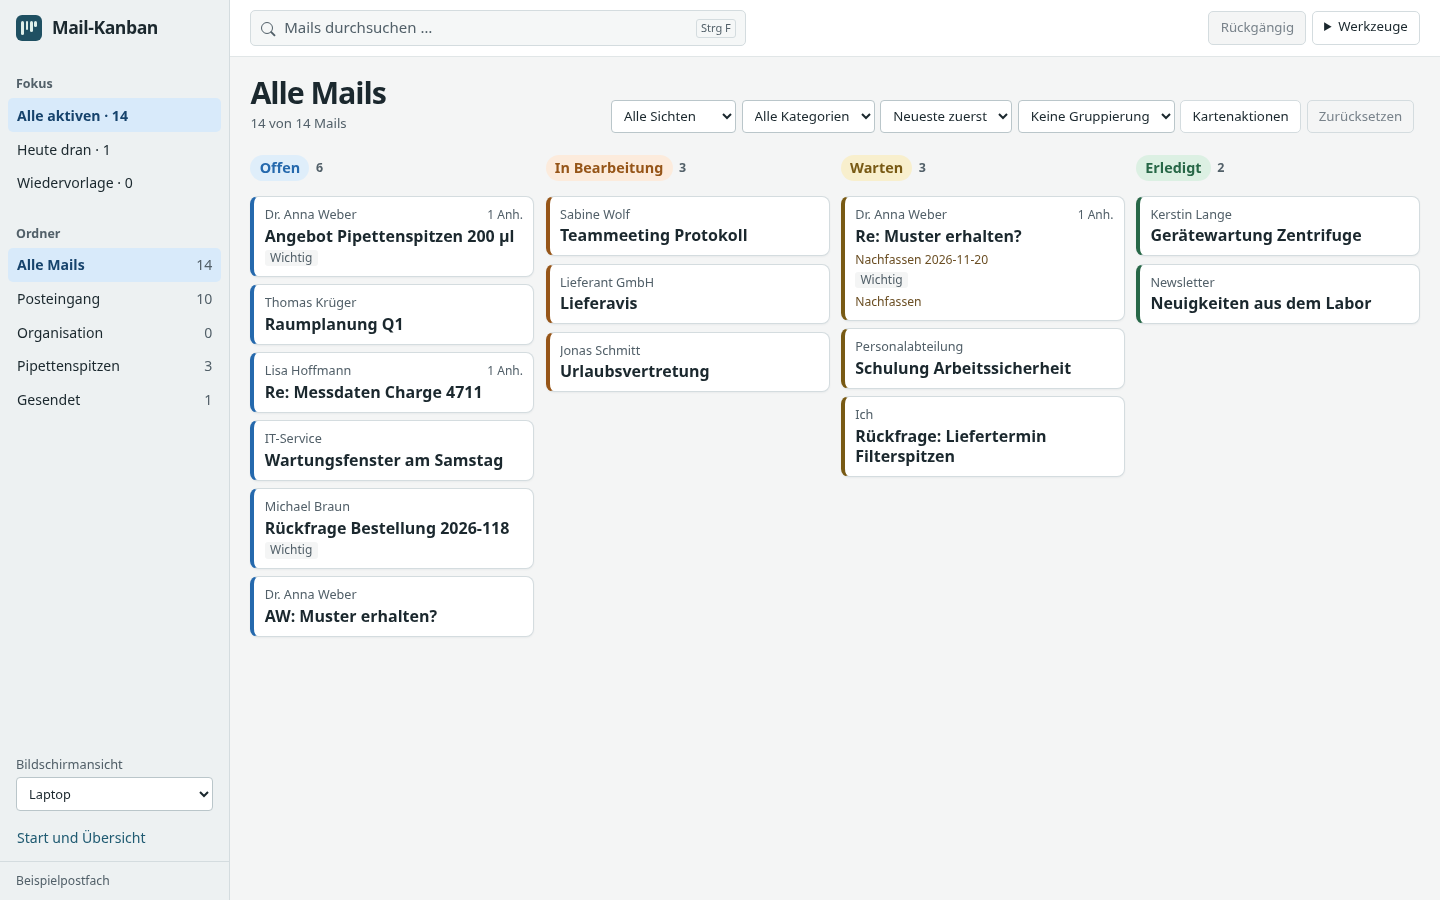 Mail-Kanban
Fokus
Alle aktiven · 14
Heute dran · 1
Wiedervorlage · 0
Ordner
Alle Mails 14
Posteingang 10
Organisation 0
Pipettenspitzen 3
Gesendet 1
Bildschirmansicht
Laptop
Start und Übersicht
Beispielpostfach
Mails durchsuchen ... Strg F
Rückgängig
Werkzeuge
Alle Mails
14 von 14 Mails
Alle Sichten
Alle Kategorien
Neueste zuerst
Keine Gruppierung
Kartenaktionen
Zurücksetzen
Offen 6
Dr. Anna Weber 1 Anh.
Angebot Pipettenspitzen 200 µl
Wichtig
Thomas Krüger
Raumplanung Q1
Lisa Hoffmann 1 Anh.
Re: Messdaten Charge 4711
IT-Service
Wartungsfenster am Samstag
Michael Braun
Rückfrage Bestellung 2026-118
Wichtig
Dr. Anna Weber
AW: Muster erhalten?
In Bearbeitung 3
Sabine Wolf
Teammeeting Protokoll
Lieferant GmbH
Lieferavis
Jonas Schmitt
Urlaubsvertretung
Warten 3
Dr. Anna Weber 1 Anh.
Re: Muster erhalten?
Nachfassen 2026-11-20
Wichtig
Nachfassen
Personalabteilung
Schulung Arbeitssicherheit
Ich
Rückfrage: Liefertermin
Filterspitzen
Erledigt 2
Kerstin Lange
Gerätewartung Zentrifuge
Newsletter
Neuigkeiten aus dem Labor